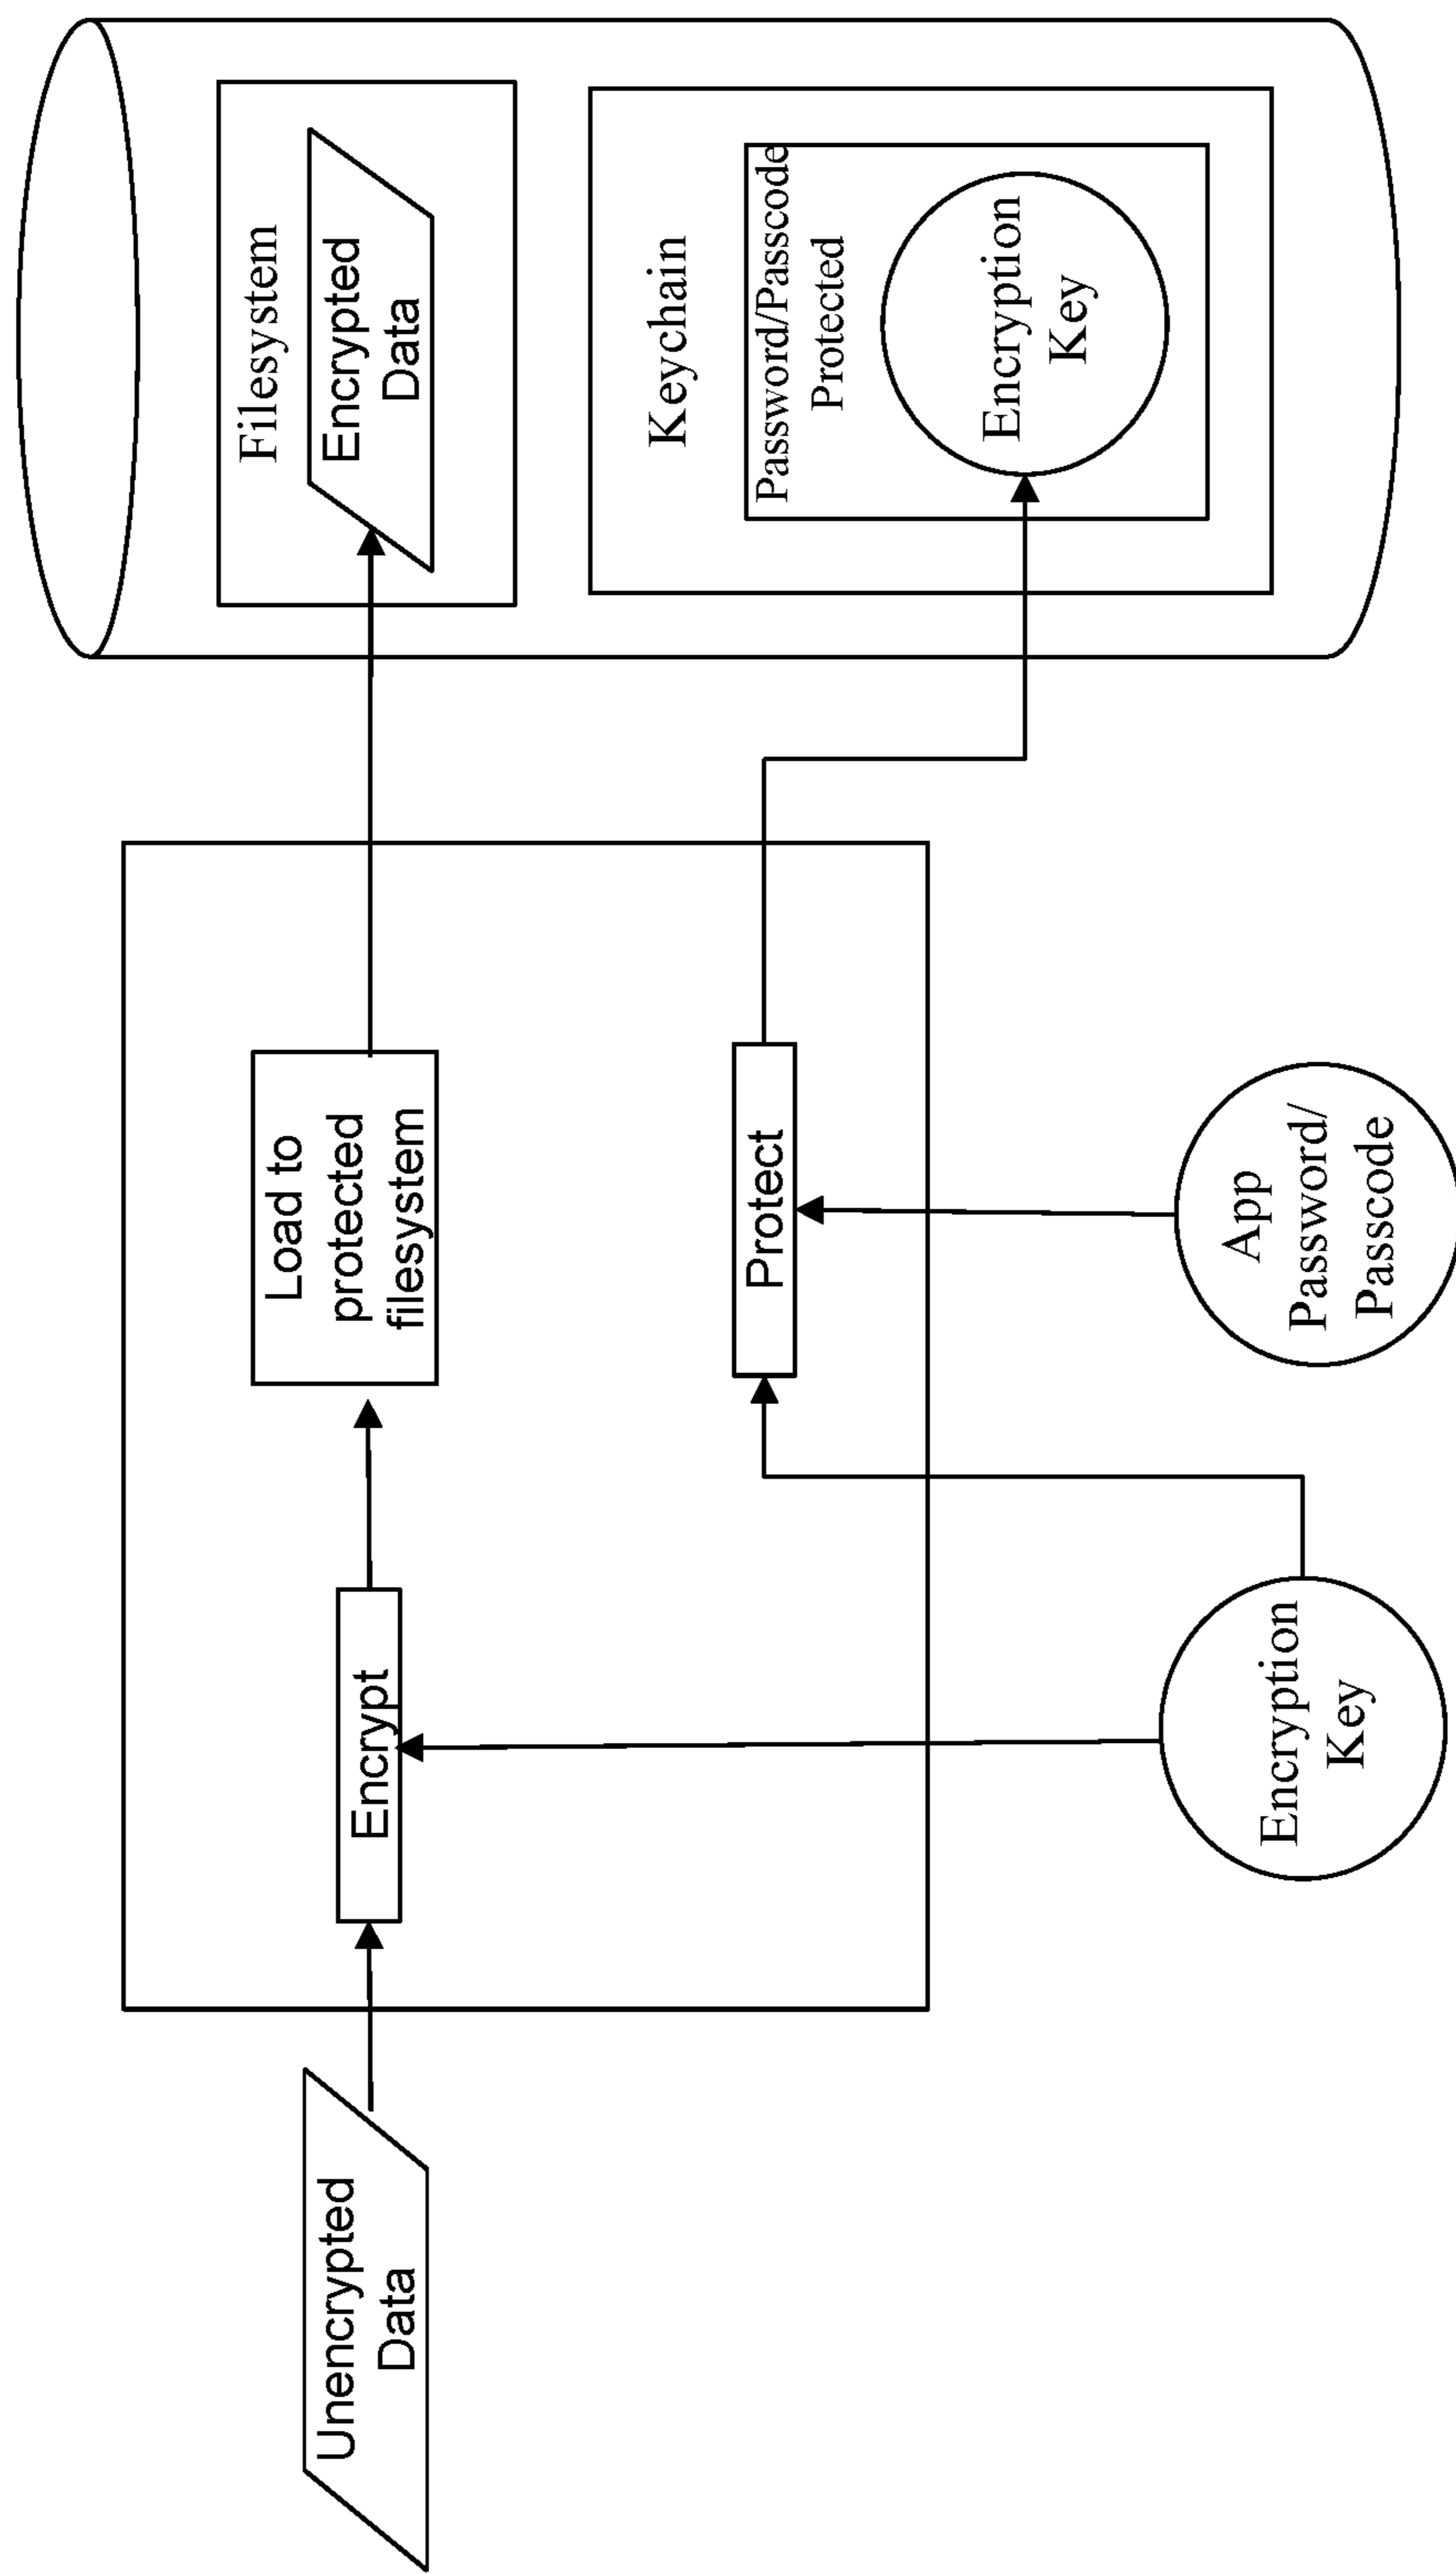 Unencrypted
Data
Encrypt
Load to
protected
filesystem
Filesystem
Encrypted
Data
Protect
Keychain
Password/Passcode
Protected
Encryption
Key
Encryption
Key
App
Password/
Passcode